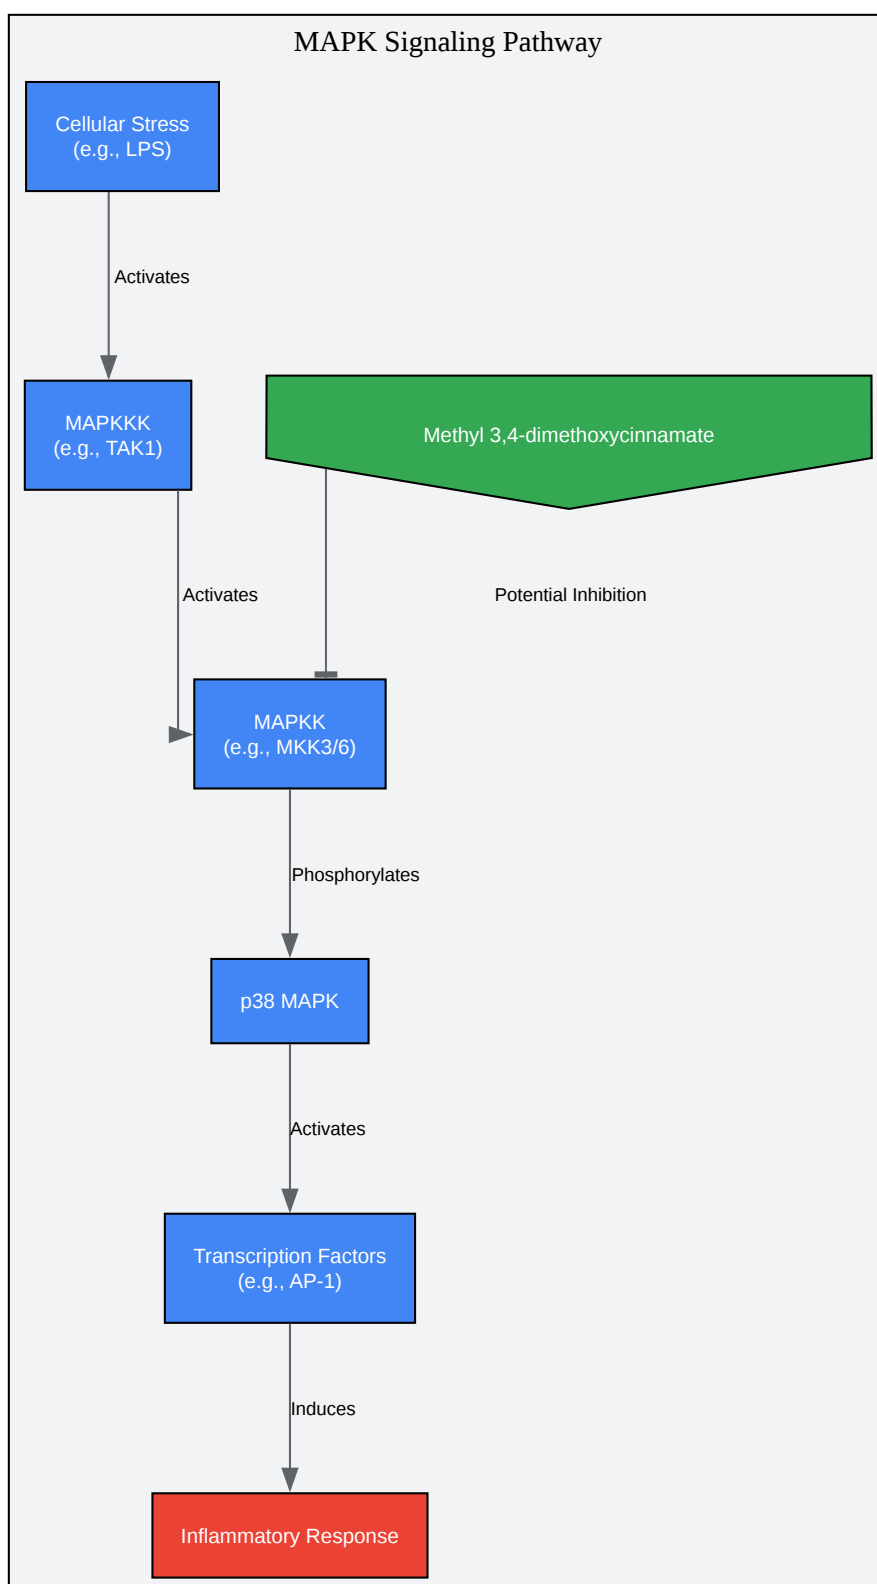 MAPK Signaling Pathway
Cellular Stress
(e.g., LPS)
Activates
MAPKKK
(e.g., TAK1)
Methyl 3,4-dimethoxycinnamate
Activates
Potential Inhibition
MAPKK
(e.g., MKK3/6)
Phosphorylates
p38 MAPK
Activates
Transcription Factors
(e.g., AP-1)
Induces
Inflammatory Response